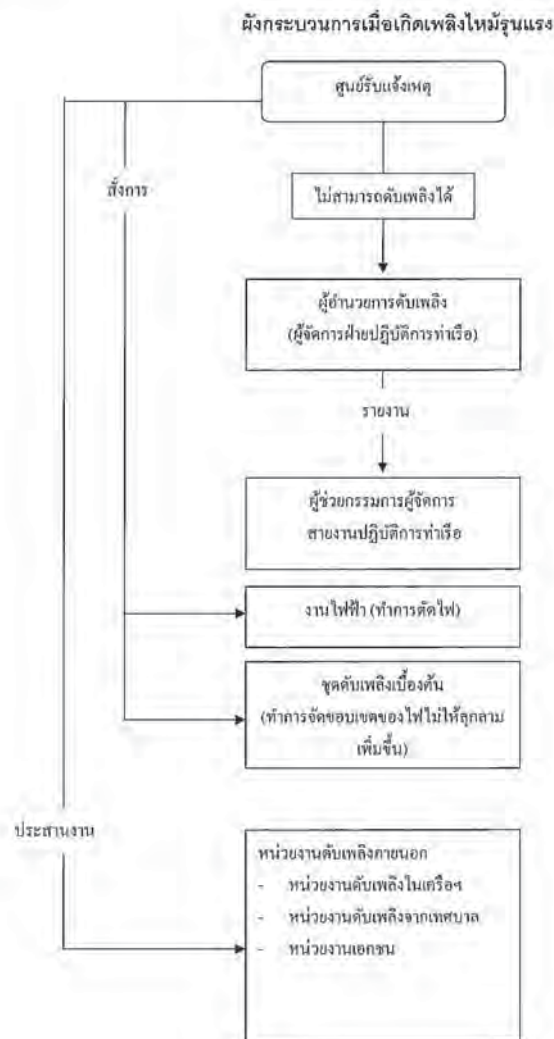 ผังกระบวนการเมื่อเกิดเพลิงไหม้รุนแรง
ศูนย์รับแจ้งเหตุ
สั่งการ
ไม่สามารถดับเพลิงได้
ผู้อำนวยการดับเพลิง
(ผู้จัดการฝ่ายปฏิบัติการท่าเรือ)
รายงาน
ผู้ช่วยกรรมการผู้จัดการ
สายงานปฏิบัติการท่าเรือ
งานไฟฟ้า (ทำการตัดไฟ)
ชุดดับเพลิงเบื้องต้น
(ทำการจัดขอบเขตของไฟไม่ให้ลุกลาม
เพิ่มขึ้น)
ประสานงาน
หน่วยงานดับเพลิงภายนอก
- หน่วยงานดับเพลิงในเครือฯ
- หน่วยงานดับเพลิงจากเทศบาล
- หน่วยงานเอกชน